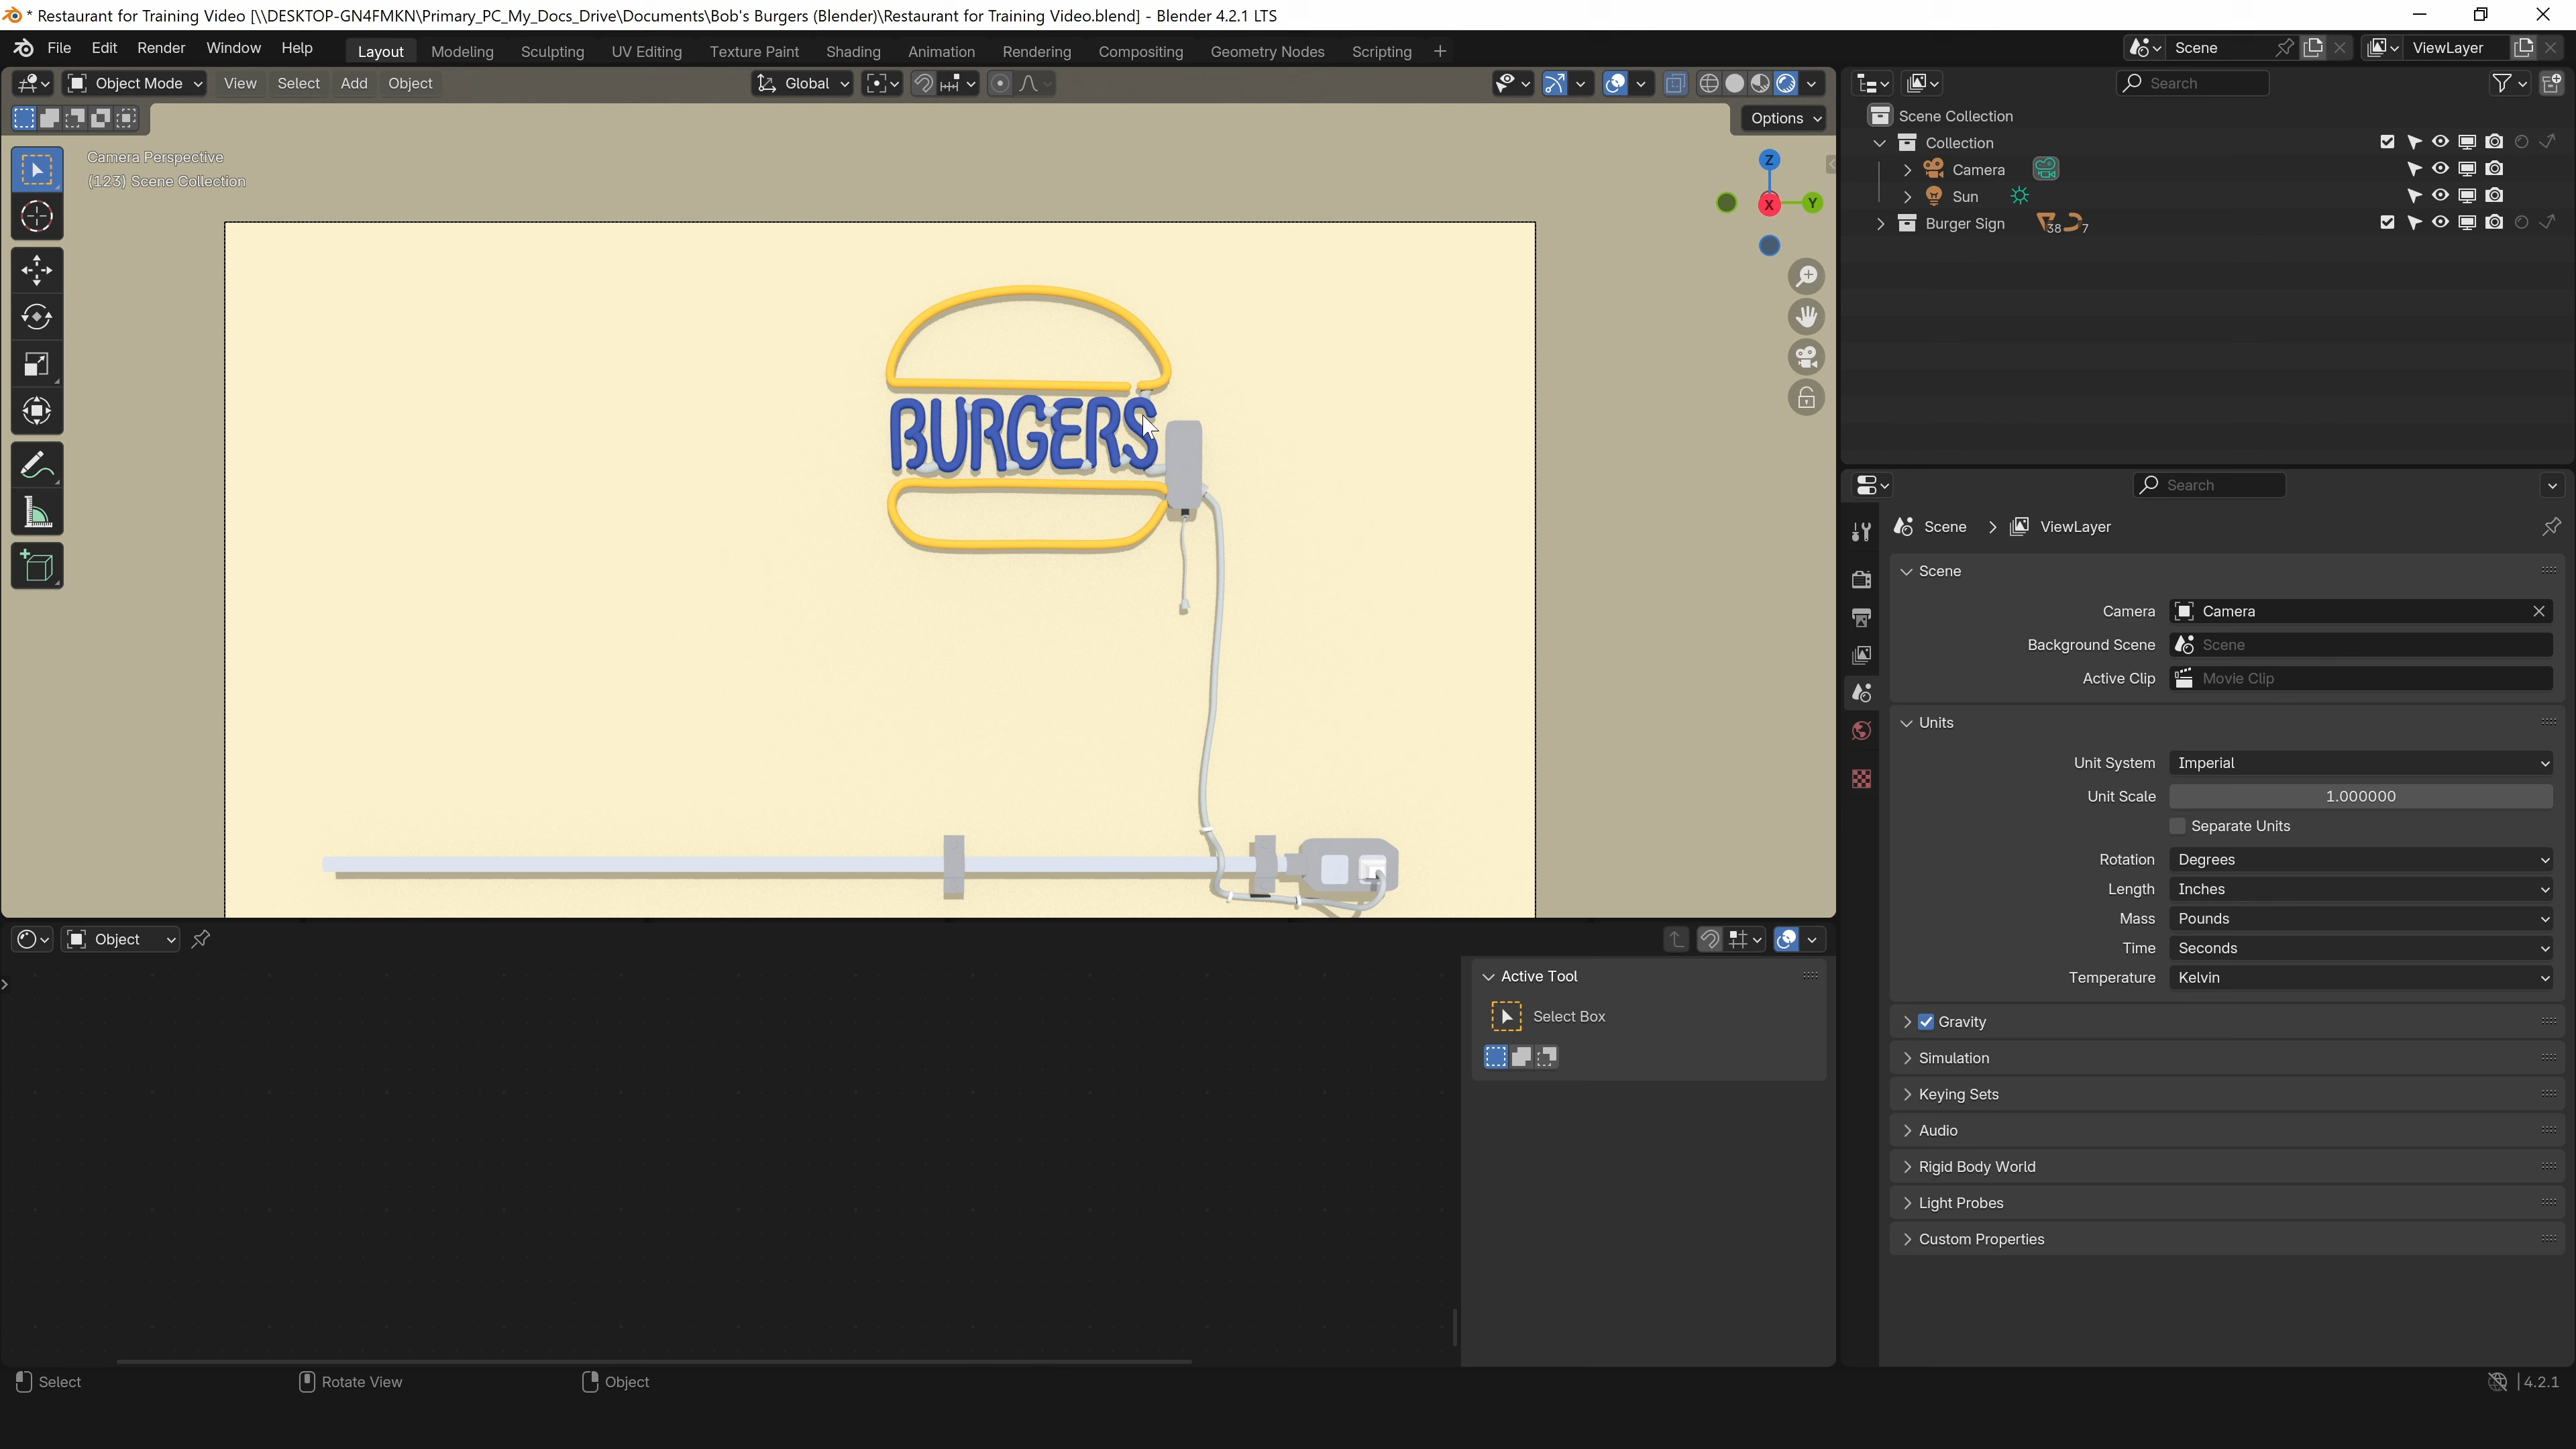 * Restaurant for Training Video [\\DESKTOP-GN4FMKN\Primary_PC_My_Docs_Drive\Documents\Bob's Burgers (Blender)\Restaurant for Training Video.blend] - Blender 4.2.1 LTS
File Edit Render Window Help Layout Modeling Sculpting UV Editing Texture Paint Shading Animation Rendering Compositing Geometry Nodes Scripting + Scene ViewLayer
Object Mode View Select Add Object Global Search
Options
Camera Perspective
(123) Scene Collection
Z
X
Y
BURGERS
Scene Collection
Collection
Camera
Sun
Burger Sign 38 7
Search
Scene > ViewLayer
Scene
Camera Camera
Background Scene Scene
Active Clip Movie Clip
Units
Unit System Imperial
Unit Scale 1.000000
Separate Units
Rotation Degrees
Length Inches
Mass Pounds
Time Seconds
Temperature Kelvin
Gravity
Simulation
Keying Sets
Audio
Rigid Body World
Light Probes
Custom Properties
Object
Active Tool
Select Box
Select Rotate View Object 4.2.1